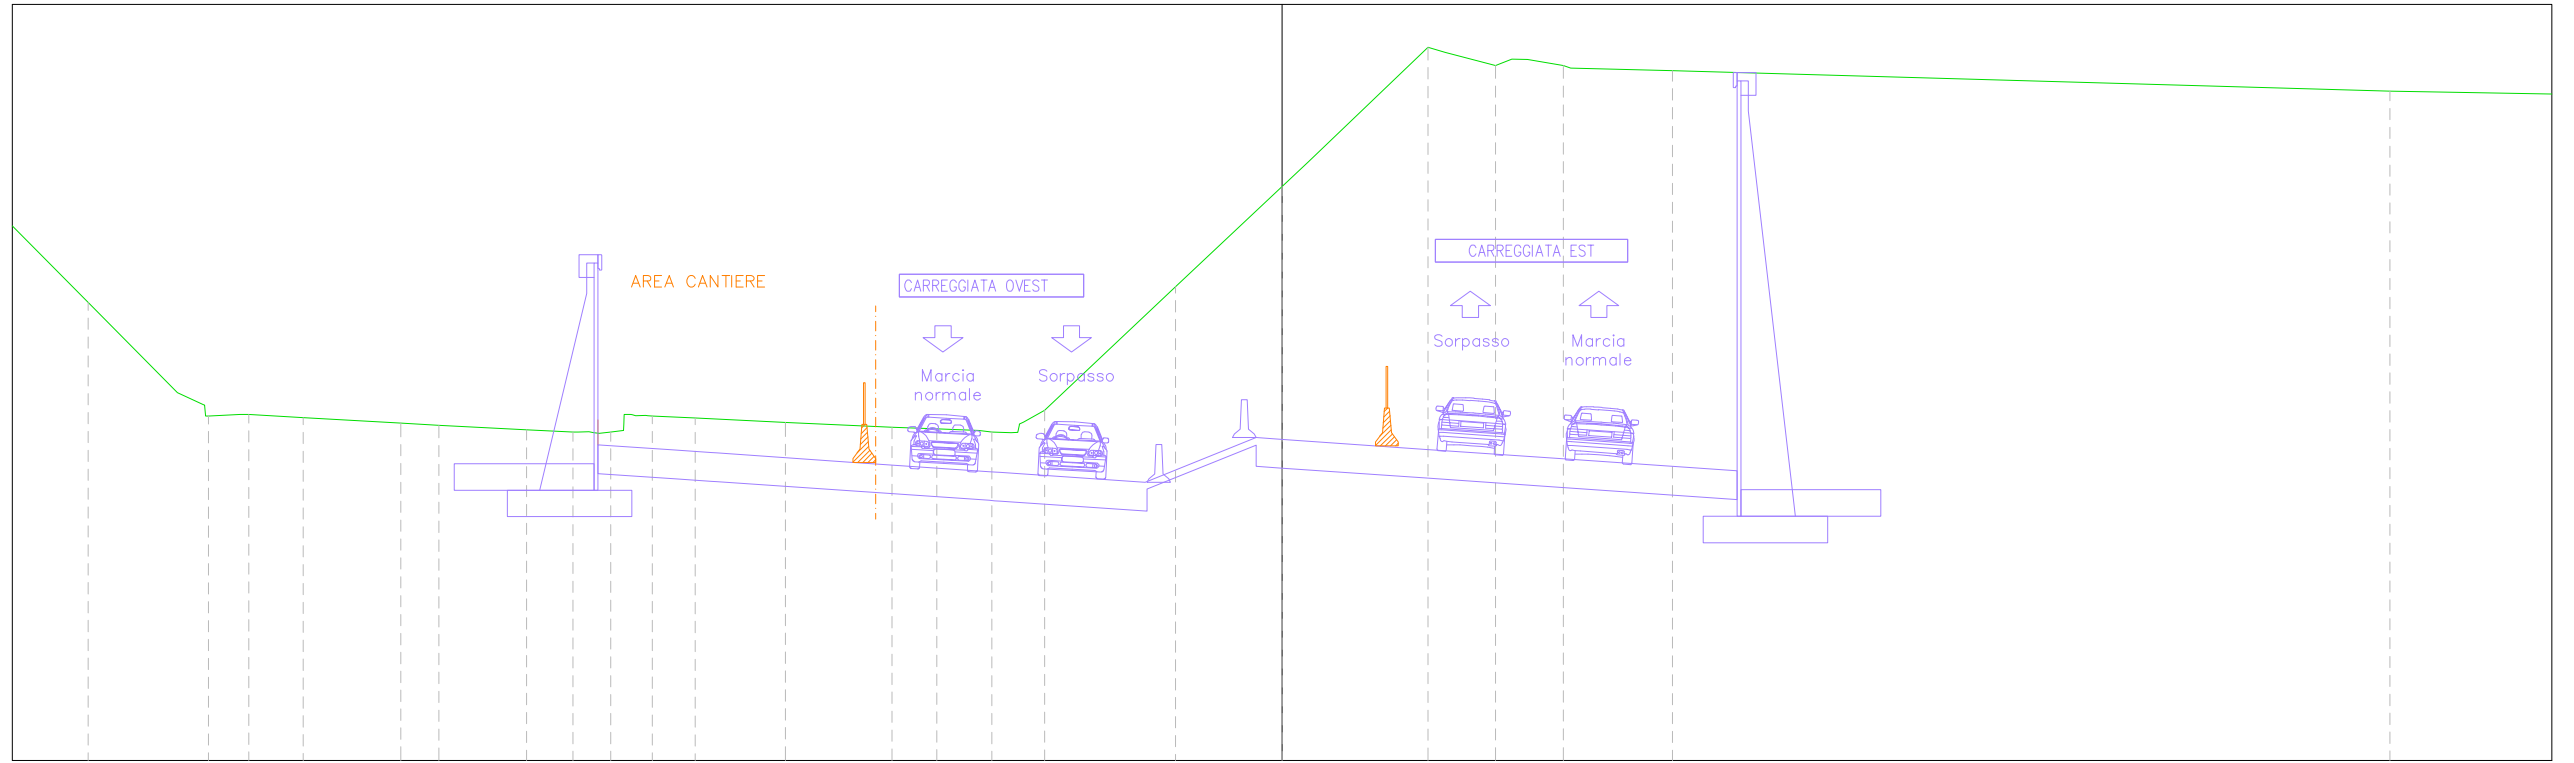 CARREGGIATA EST
AREA CANTIERE
CARREGGIATA OVEST
Sorpasso
Marcia
normale
Marcia
normale
Sorpasso